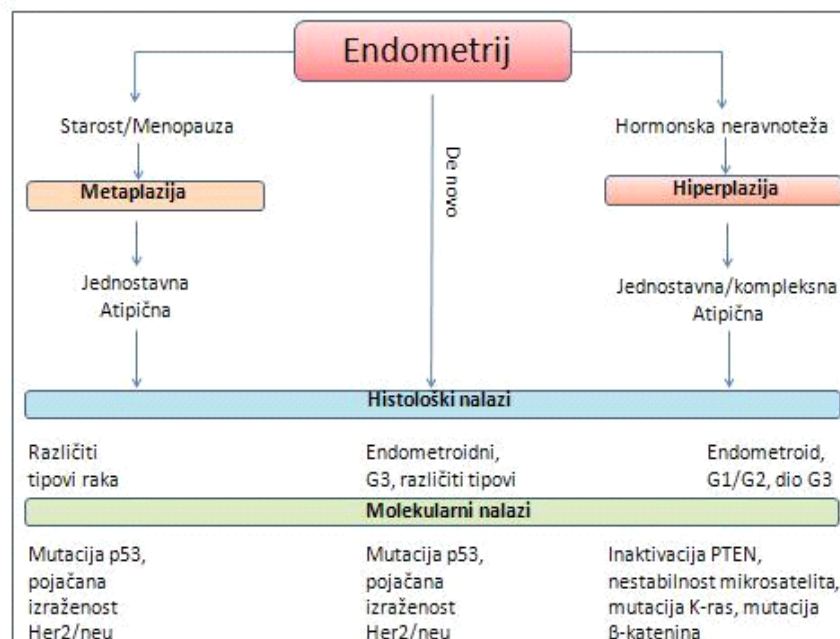 Endometrij
Starost/Menopauza
Hormonska neravnoteža
De novo
Metaplazija
Hiperplazija
Jednostavna
Atipična
Jednostavna/kompleksna
Atipična
Histološki nalazi
Različiti
tipovi raka
Endometroidni,
G3, različiti tipovi
Endometroid,
G1/G2, dio G3
Molekularni nalazi
Mutacija p53,
pojačana
izraženost
Her2/neu
Mutacija p53,
pojačana
izraženost
Her2/neu
Inaktivacija PTEN,
nestabilnost mikrosatelita,
mutacija K-ras, mutacija
β-katenina